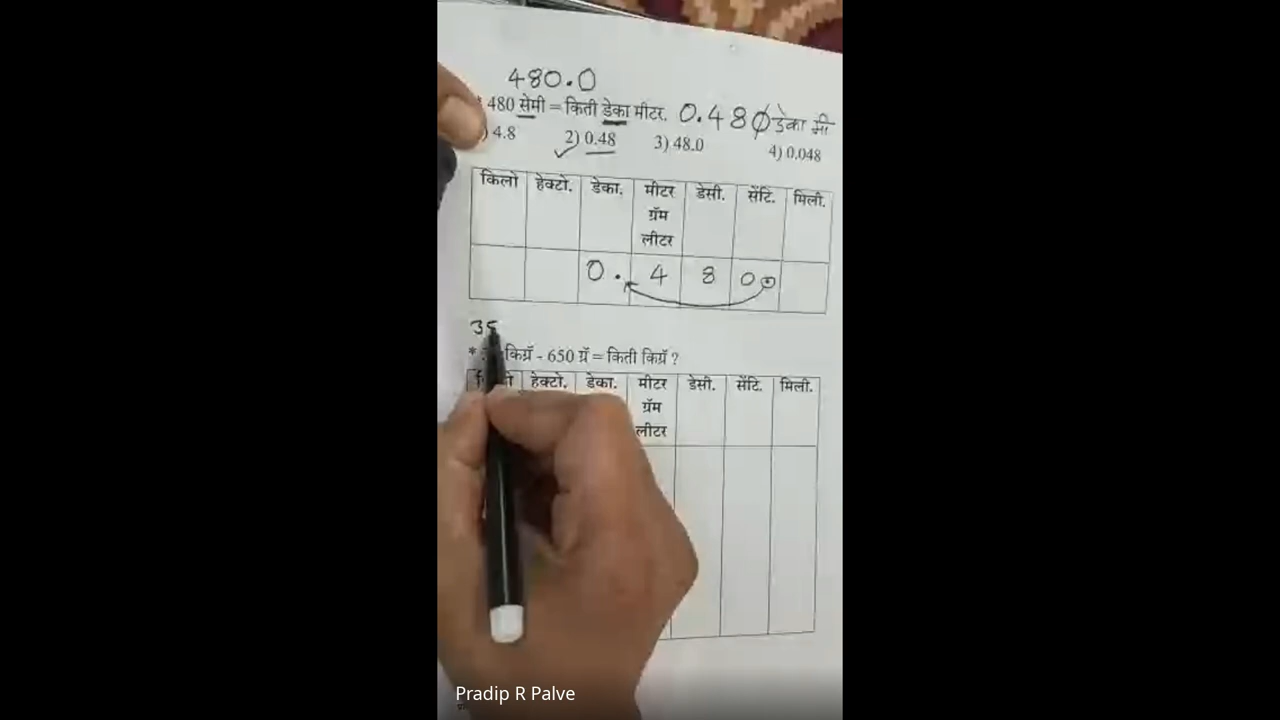 480.0
* 480 सेमी = किती डेका मीटर. 0.480 डेका मी
) 4.8 2) 0.48 3) 48.0 4) 0.048
किलो हेक्टो. डेका. मीटर ग्रॅम लीटर डेसी. सेंटि. मिली.
0. 4 8 0
35
* किग्रॅ - 650 ग्रॅ = किती किग्रॅ ?
हेक्टो. डेका. मीटर ग्रॅम लीटर डेसी. सेंटि. मिली.
Pradip R Palve